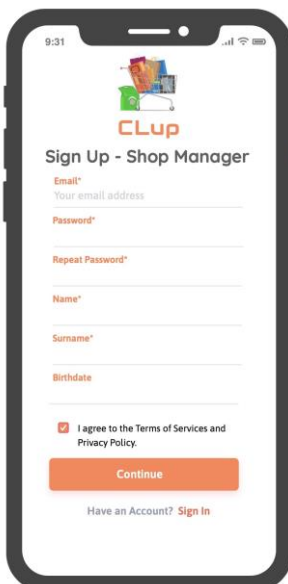 9:31
CLup
Sign Up - Shop Manager
Email*
Your email address
Password*
Repeat Password*
Name*
Surname*
Birthdate
I agree to the Terms of Services and
Privacy Policy.
Continue
Have an Account? Sign In